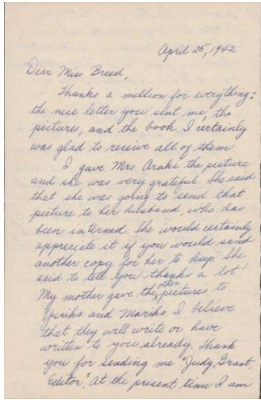 April 25, 1942
Dear Miss Breed,
Thanks a million for everything:
the nice letter you sent me, the
pictures, and the book. I certainly
was glad to receive all of them.
I gave Mrs. Araki the picture
and she was very grateful. She said
that she was going to send that
picture to her husband, who has
been interned. She would certainly
appreciate it if you would send
another copy for her to keep. She
said to tell you thanks a lot.
My mother gave the other pictures to
and Mariko. I believe
that they will write or have
written to you already. Thank
you for sending me "Judy Grant,
Editor". At the present time I am